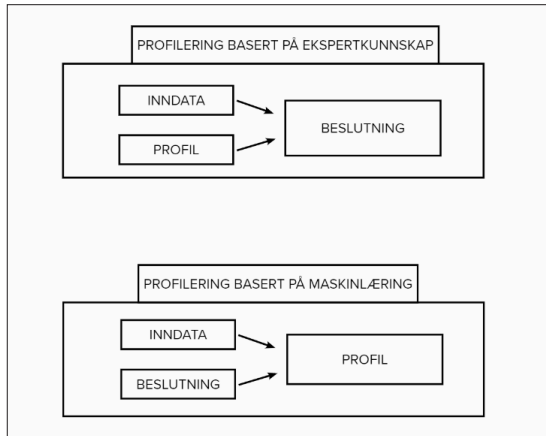 PROFILERING BASERT PÅ EKSPERTKUNNSKAP
INNDATA
PROFIL
BESLUTNING
PROFILERING BASERT PÅ MASKINLÆRING
INNDATA
BESLUTNING
PROFIL